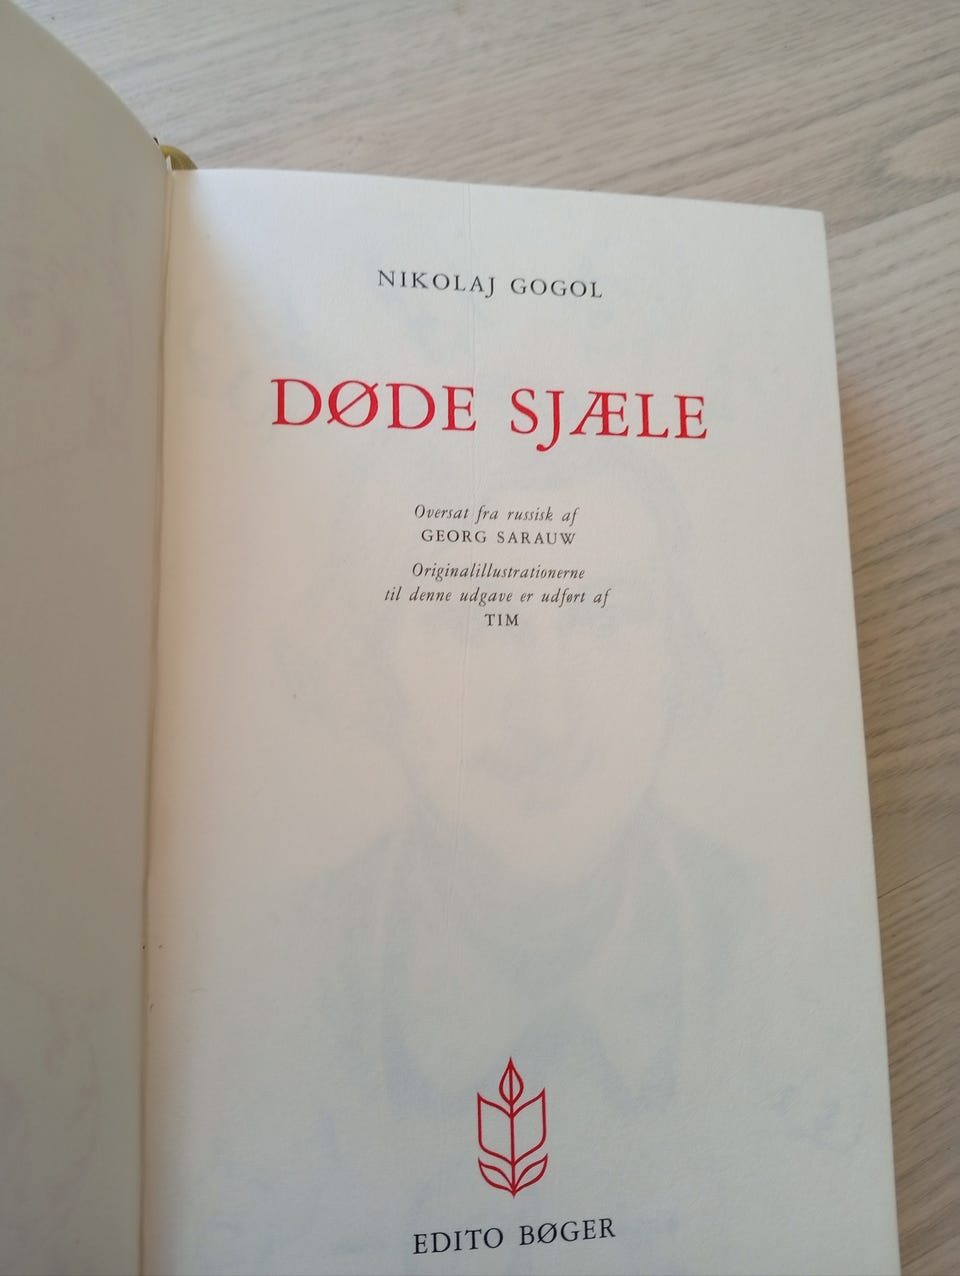 NIKOLAJ GOGOL
DØDE SJÆLE
Oversat fra russisk af
GEORG SARAUW
Originalillustrationerne
til denne udgave er udført af
TIM
EDITO BØGER